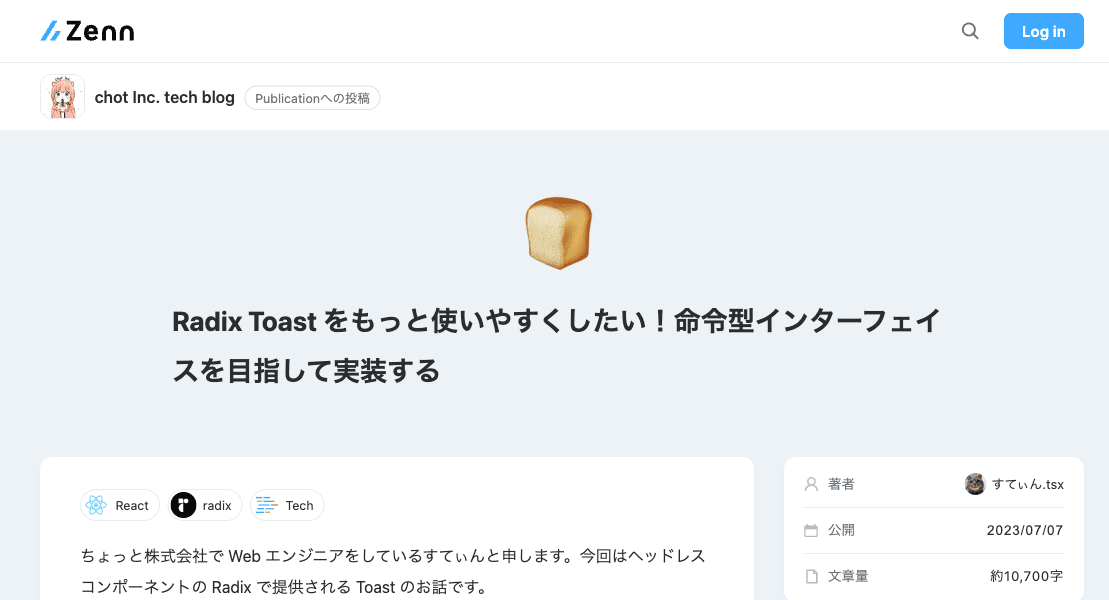 Zenn
Log in
chot Inc. tech blog
Publicationへの投稿
Radix Toast をもっと使いやすくしたい！命令型インターフェイ
スを目指して実装する
React
radix
Tech
ちょっと株式会社で Web エンジニアをしているすてぃんと申します。今回はヘッドレス
コンポーネントの Radix で提供される Toast のお話です。
著者
すてぃん.tsx
公開
2023/07/07
文章量
約10,700字